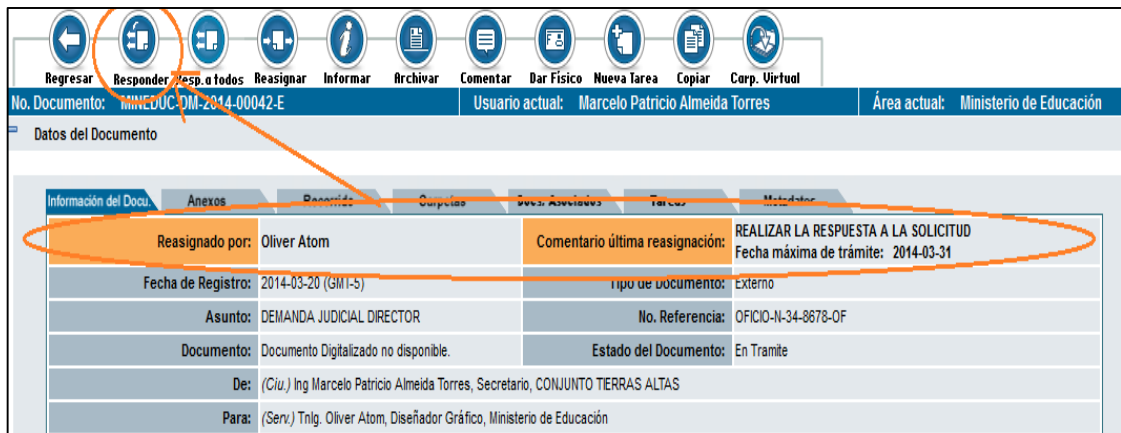 Regresar Responder Resp. a todos Reasignar Informar Archivar Comentar Dar Físico Nueva Tarea Copiar Carp. Virtual
No. Documento: MINEDUC-DM-2014-00042-E Usuario actual: Marcelo Patricio Almeida Torres Área actual: Ministerio de Educación
Datos del Documento
Información del Docu. Anexos Recorrido Carpetas Docs. Asociados Tareas Metadatos
Reasignado por: Oliver Atom Comentario última reasignación: REALIZAR LA RESPUESTA A LA SOLICITUD
Fecha máxima de trámite: 2014-03-31
Fecha de Registro: 2014-03-20 (GMT-5) Tipo de Documento: Externo
Asunto: DEMANDA JUDICIAL DIRECTOR No. Referencia: OFICIO-N-34-8678-OF
Documento: Documento Digitalizado no disponible. Estado del Documento: En Tramite
De: (Ciu.) Ing Marcelo Patricio Almeida Torres, Secretario, CONJUNTO TIERRAS ALTAS
Para: (Serv.) Tnlg. Oliver Atom, Diseñador Gráfico, Ministerio de Educación